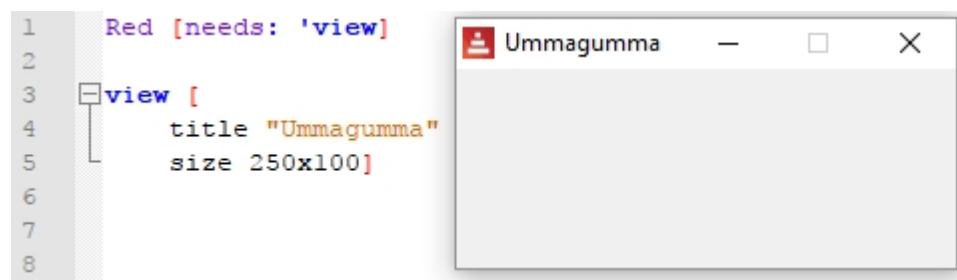 1 Red [needs: 'view]
2
3 view [
4 title "Ummagumma"
5 size 250x100]
6
7
8
Ummagumma